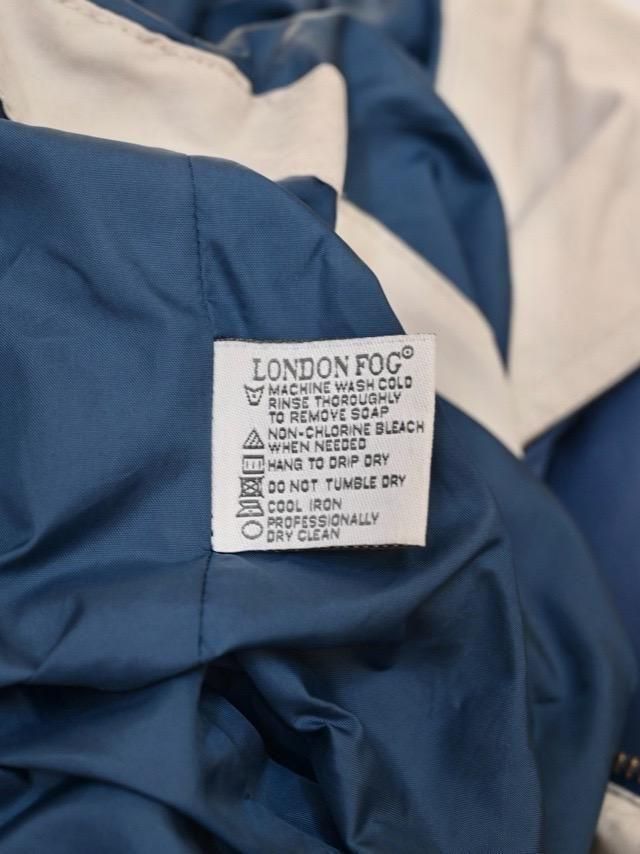 LONDON FOG®
MACHINE WASH COLD
RINSE THOROUGHLY
TO REMOVE SOAP
NON-CHLORINE BLEACH
WHEN NEEDED
HANG TO DRIP DRY
DO NOT TUMBLE DRY
COOL IRON
PROFESSIONALLY
DRY CLEAN